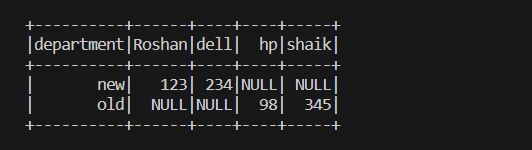 +----------+------+----+----+-----+
|department|Roshan|dell|  hp|shaik|
+----------+------+----+----+-----+
|       new|   123| 234|NULL| NULL|
|       old|  NULL|NULL|  98|  345|
+----------+------+----+----+-----+